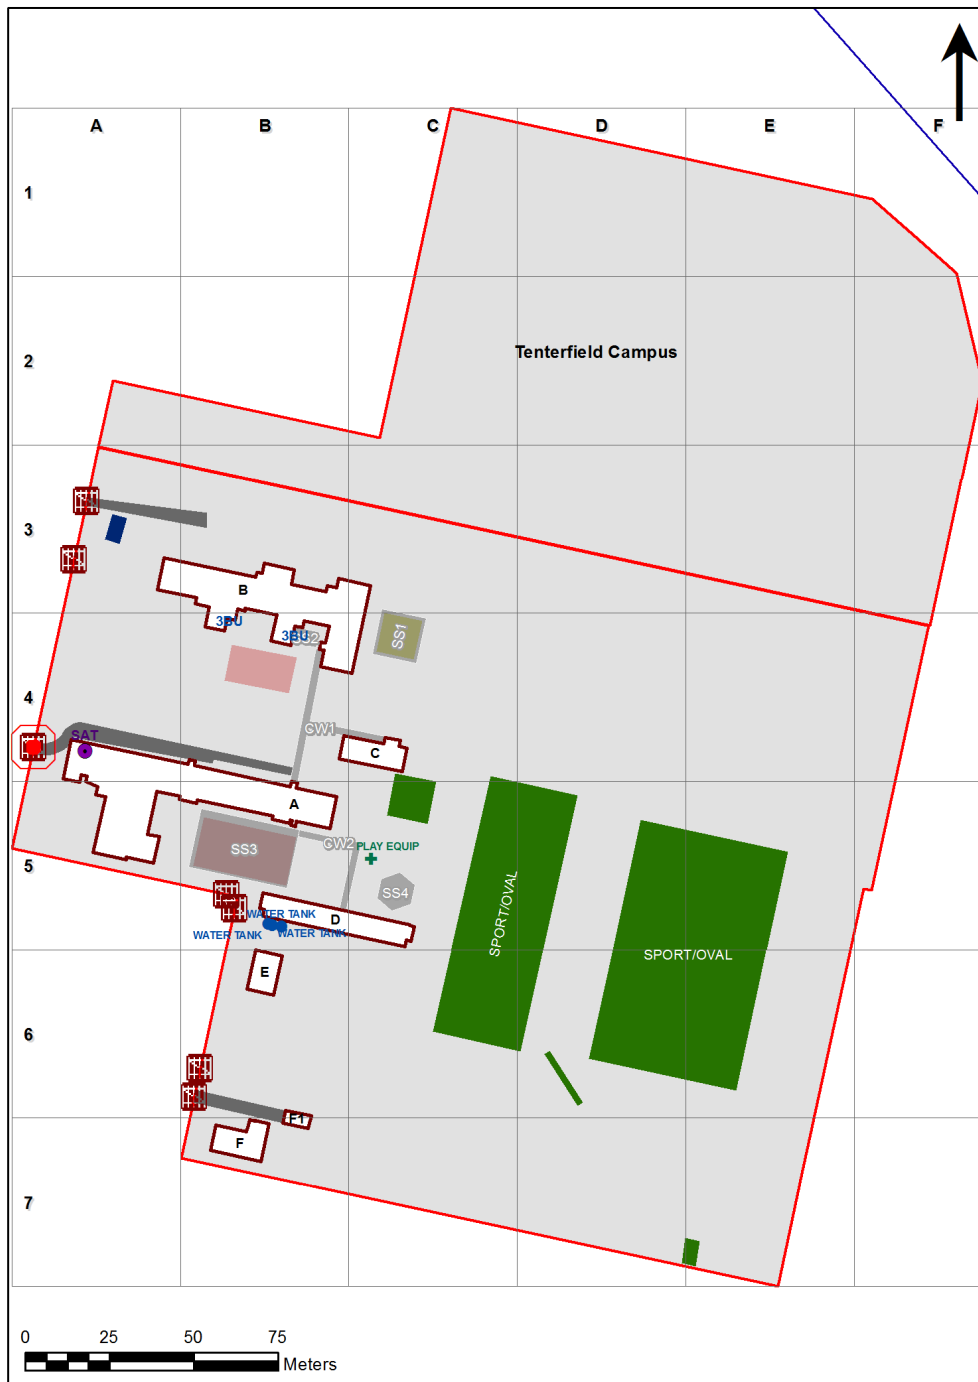 A B C D E F
1
2
Tenterfield Campus
3
B
3BU
3BU
SS2
SS1
4
SAT
CW1
C
A
5
SS3
CW2
PLAY EQUIP
SS4
SPORT/OVAL
SPORT/OVAL
WATER TANK
D
WATER TANK
WATER TANK
E
6
F1
F
7
0 25 50 75
Meters